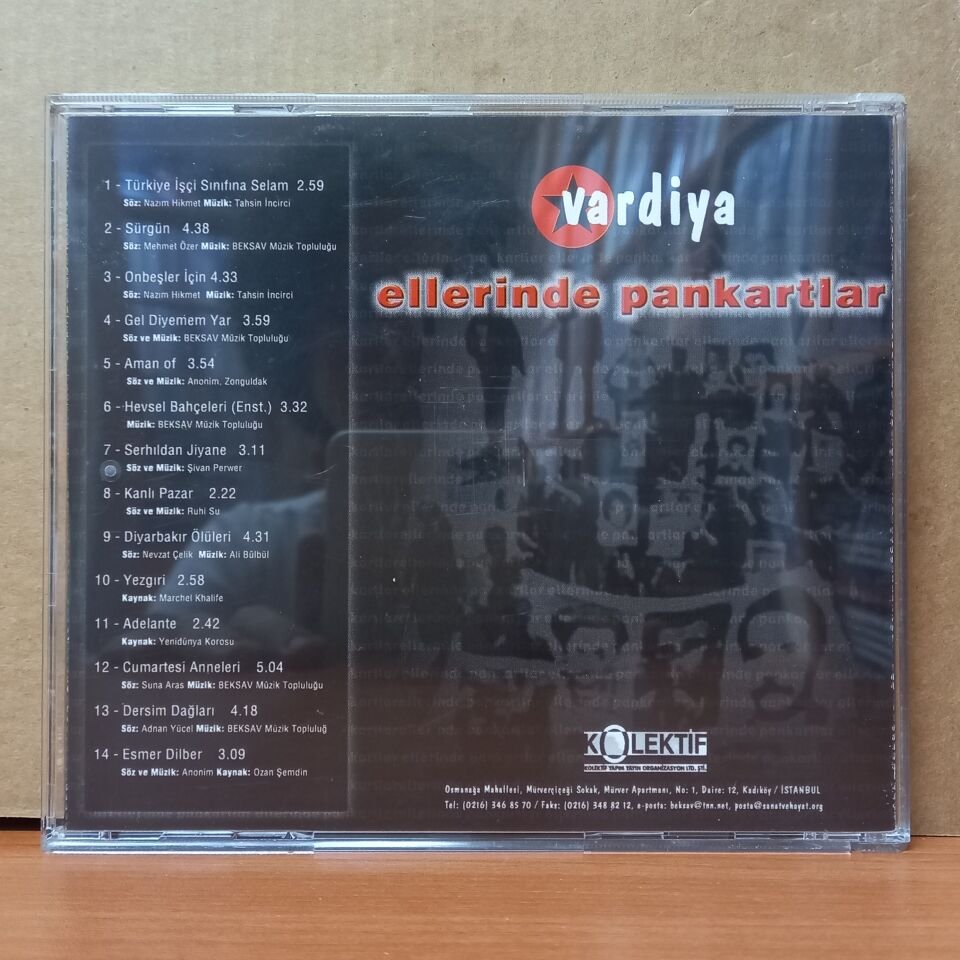 1 - Türkiye İşçi Sınıfına Selam 2.59
Söz: Nazım Hikmet Müzik: Tahsin İncirci
2 - Sürgün 4.38
Söz: Mehmet Özer Müzik: BEKSAV Müzik Topluluğu
3 - Onbeşler İçin 4.33
Söz: Nazım Hikmet Müzik: Tahsin İncirci
4 - Gel Diyemem Yar 3.59
Söz ve Müzik: BEKSAV Müzik Topluluğu
5 - Aman of 3.54
Söz ve Müzik: Anonim, Zonguldak
6 - Hevsel Bahçeleri (Enst.) 3.32
Müzik: BEKSAV Müzik Topluluğu
7 - Serhıldan Jiyane 3.11
Söz ve Müzik: Şivan Perwer
8 - Kanlı Pazar 2.22
Söz ve Müzik: Ruhi Su
9 - Diyarbakır Ölüleri 4.31
Söz: Nevzat Çelik Müzik: Ali Bülbül
10 - Yezgıri 2.58
Kaynak: Marchel Khalife
11 - Adelante 2.42
Kaynak: Yenidünya Korosu
12 - Cumartesi Anneleri 5.04
Söz: Suna Aras Müzik: BEKSAV Müzik Topluluğu
13 - Dersim Dağları 4.18
Söz: Adnan Yücel Müzik: BEKSAV Müzik Topluluğ
14 - Esmer Dilber 3.09
Söz ve Müzik: Anonim Kaynak: Ozan Şemdin
vardiya
ellerinde pankartlar
KOLEKTİF
KOLEKTİF YAPIM YAYIN ORGANİZASYON LTD. ŞTİ.
Osmanağa Mahallesi, Mürverçiçeği Sokak, Mürver Apartmanı, No: 1, Daire: 12, Kadıköy / İSTANBUL
Tel: (0216) 346 85 70 / Faks: (0216) 348 82 12, e-posta: beksav@tnn.net, posta@sanatvehayat.org